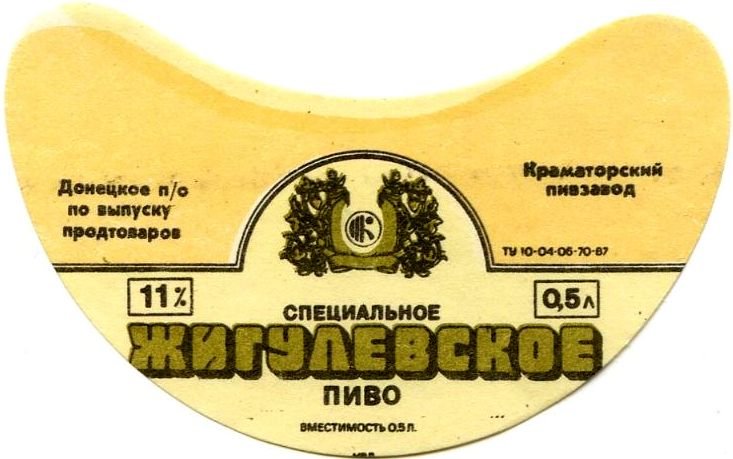 Донецкое п/о
по выпуску
продтоваров
Краматорский
пивзавод
ТУ 10-04-06-70-87
11%
0,5л
СПЕЦИАЛЬНОЕ
ЖИГУЛЕВСКОЕ
ПИВО
ВМЕСТИМОСТЬ 0.5 Л.